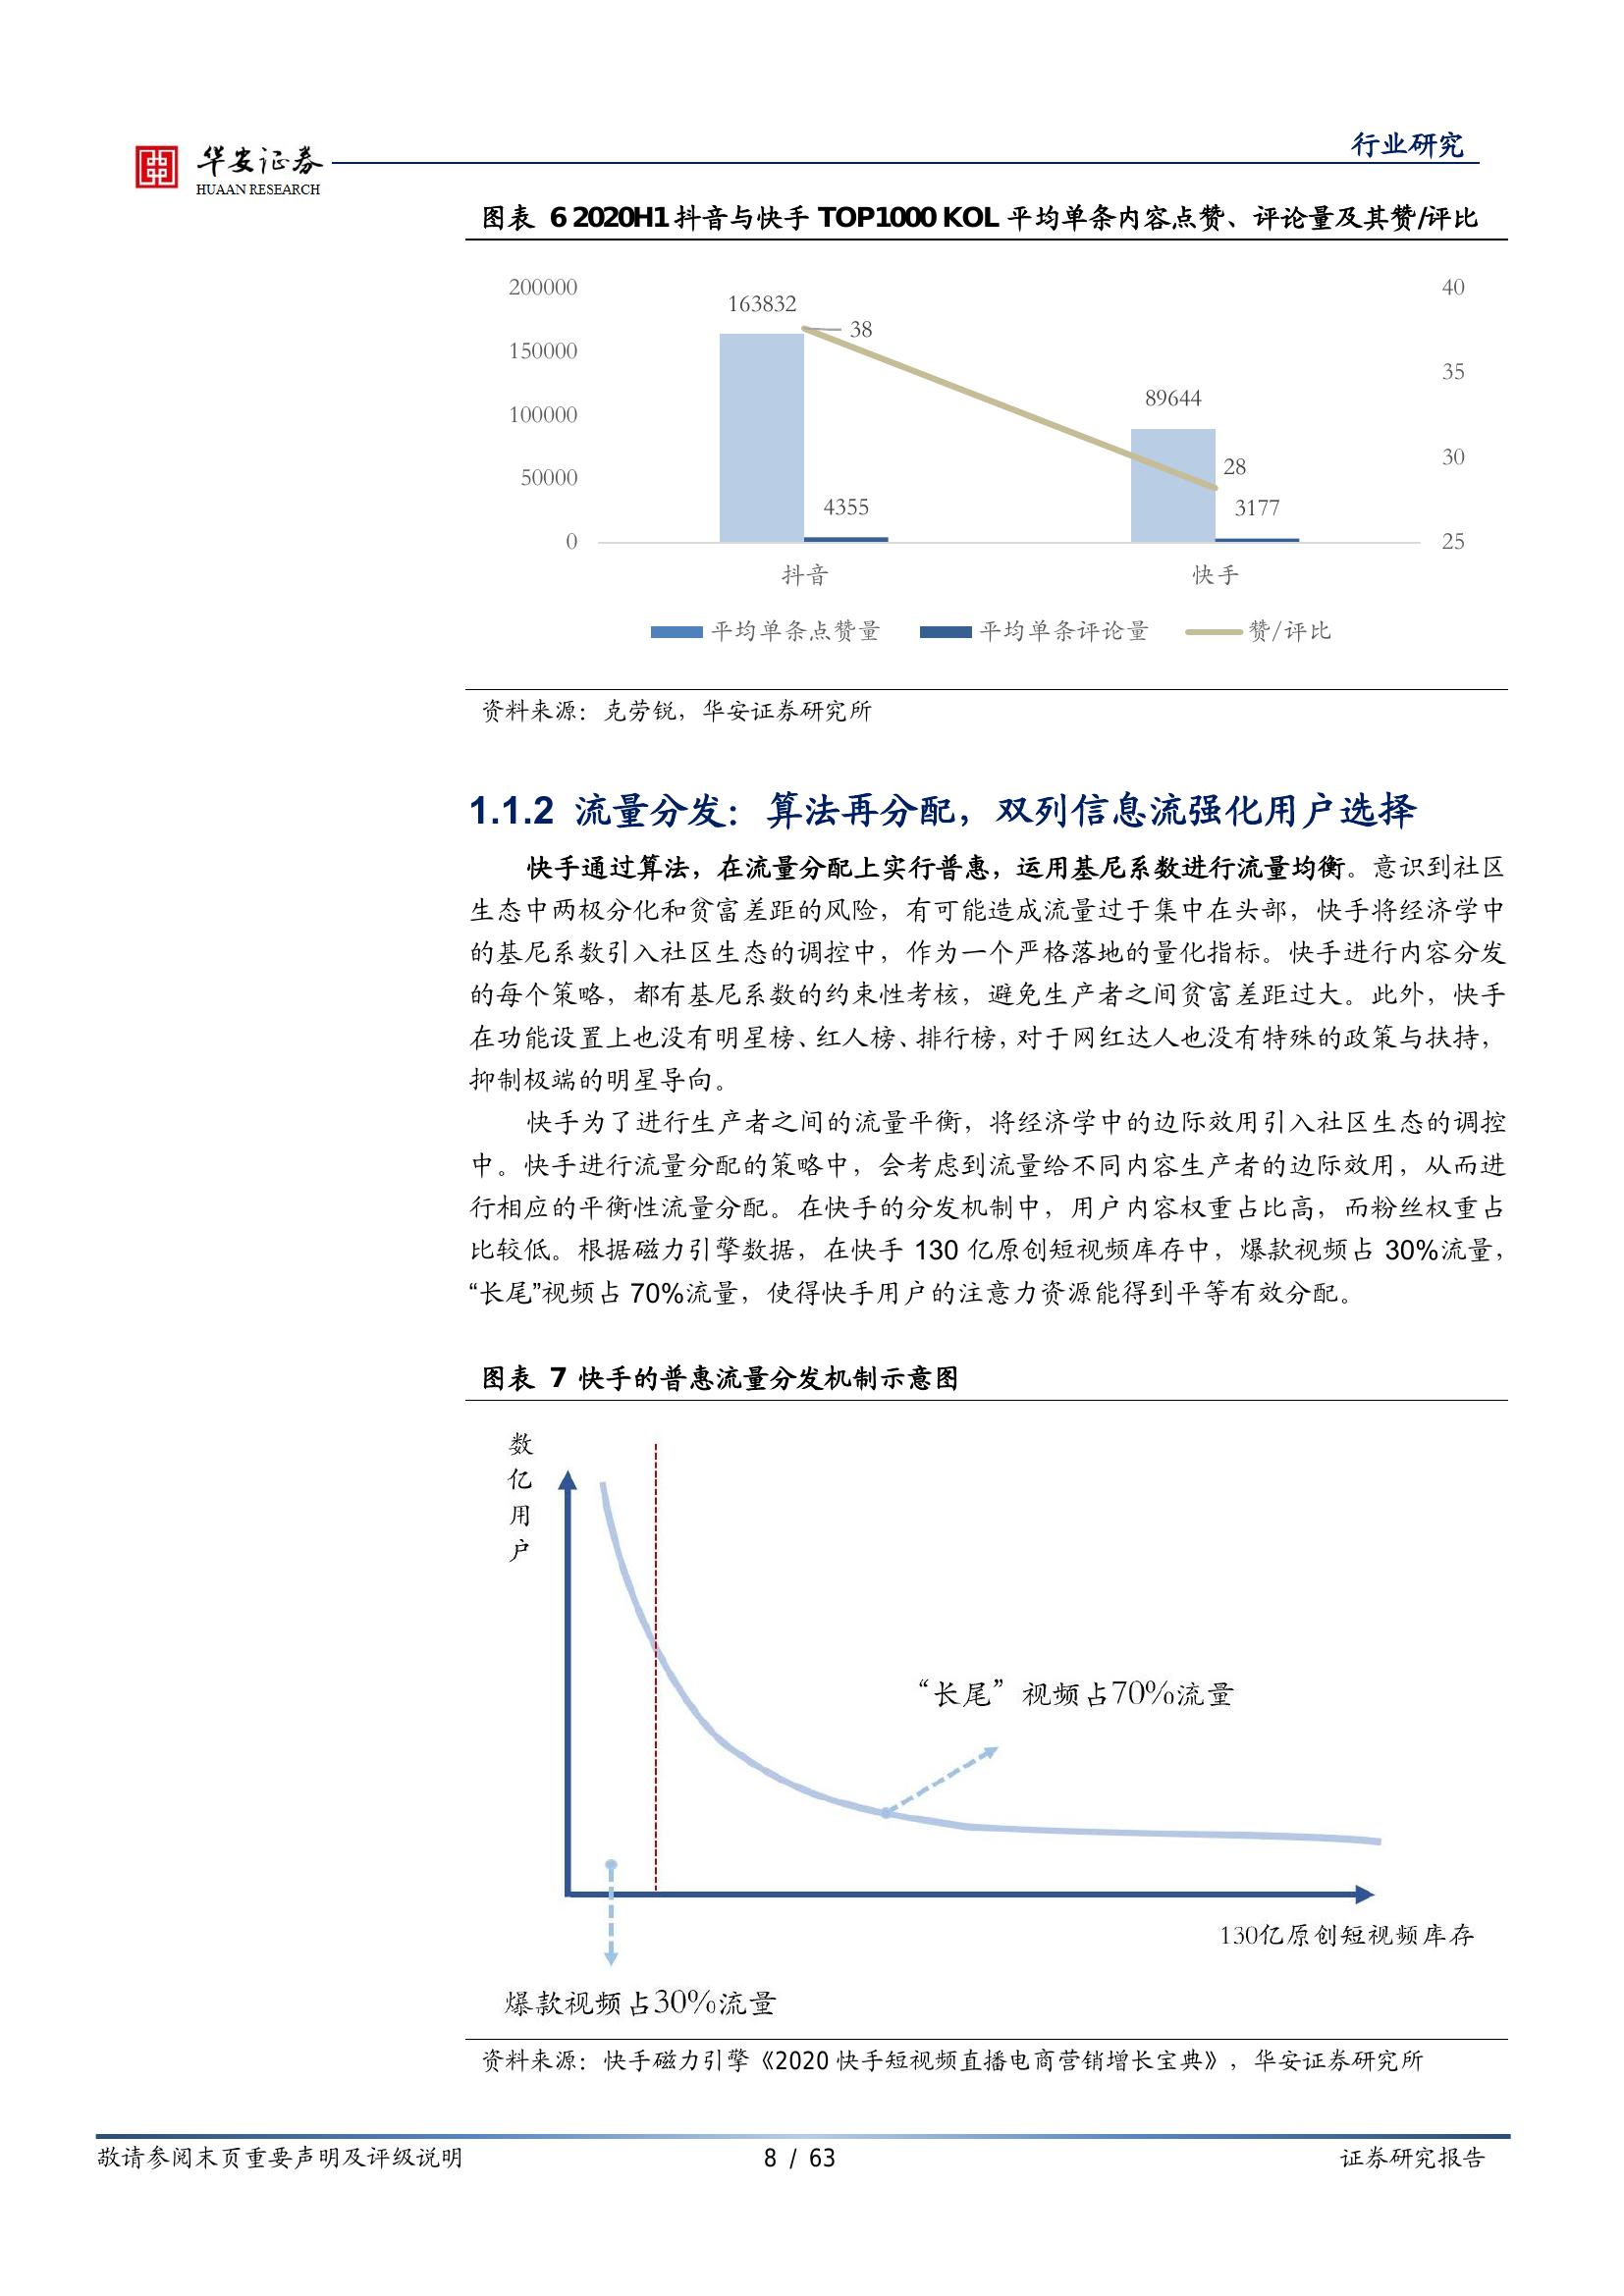 行业研究
华安证券
HUAAN RESEARCH
图表 6 2020H1 抖音与快手 TOP1000 KOL 平均单条内容点赞、评论量及其赞/评比
200000
150000
100000
50000
0
40
35
30
25
163832
38
4355
89644
28
3177
抖音
快手
平均单条点赞量
平均单条评论量
赞/评比
资料来源：克劳锐，华安证券研究所
1.1.2 流量分发：算法再分配，双列信息流强化用户选择
快手通过算法，在流量分配上实行普惠，运用基尼系数进行流量均衡。意识到社区
生态中两极分化和贫富差距的风险，有可能造成流量过于集中在头部，快手将经济学中
的基尼系数引入社区生态的调控中，作为一个严格落地的量化指标。快手进行内容分发
的每个策略，都有基尼系数的约束性考核，避免生产者之间贫富差距过大。此外，快手
在功能设置上也没有明星榜、红人榜、排行榜，对于网红达人也没有特殊的政策与扶持，
抑制极端的明星导向。
快手为了进行生产者之间的流量平衡，将经济学中的边际效用引入社区生态的调控
中。快手进行流量分配的策略中，会考虑到流量给不同内容生产者的边际效用，从而进
行相应的平衡性流量分配。在快手的分发机制中，用户内容权重占比高，而粉丝权重占
比较低。根据磁力引擎数据，在快手 130 亿原创短视频库存中，爆款视频占 30%流量，
“长尾”视频占 70%流量，使得快手用户的注意力资源能得到平等有效分配。
图表 7 快手的普惠流量分发机制示意图
数
亿
用
户
“长尾”视频占70%流量
130亿原创短视频库存
爆款视频占30%流量
资料来源：快手磁力引擎《2020 快手短视频直播电商营销增长宝典》，华安证券研究所
敬请参阅末页重要声明及评级说明
8 / 63
证券研究报告